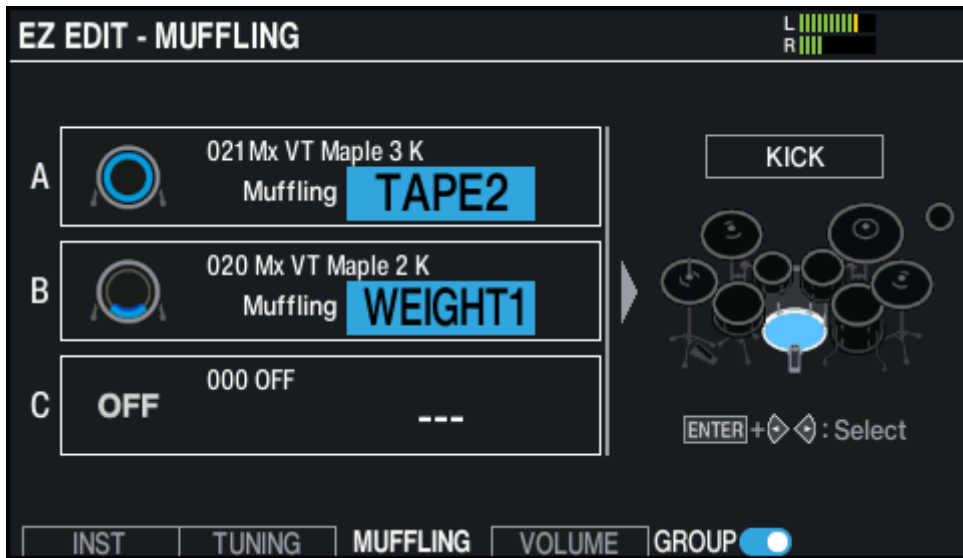 EZ EDIT - MUFFLING
L
R
A
021 Mx VT Maple 3 K
Muffling TAPE2
B
020 Mx VT Maple 2 K
Muffling WEIGHT1
C
OFF
000 OFF
---
KICK
ENTER + : Select
INST TUNING MUFFLING VOLUME GROUP